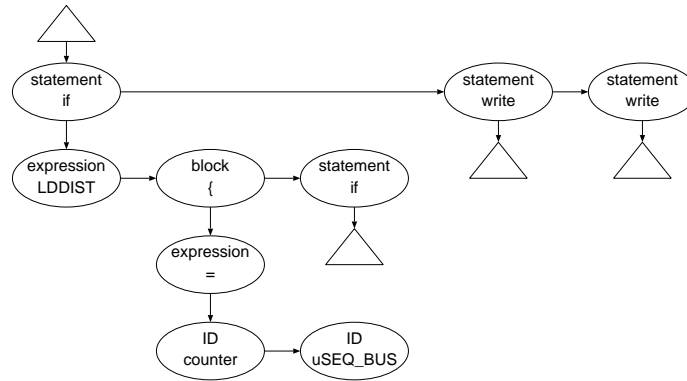 statement
if
statement
write
statement
write
expression
LDDIST
block
{
statement
if
expression
=
ID
counter
ID
uSEQ_BUS